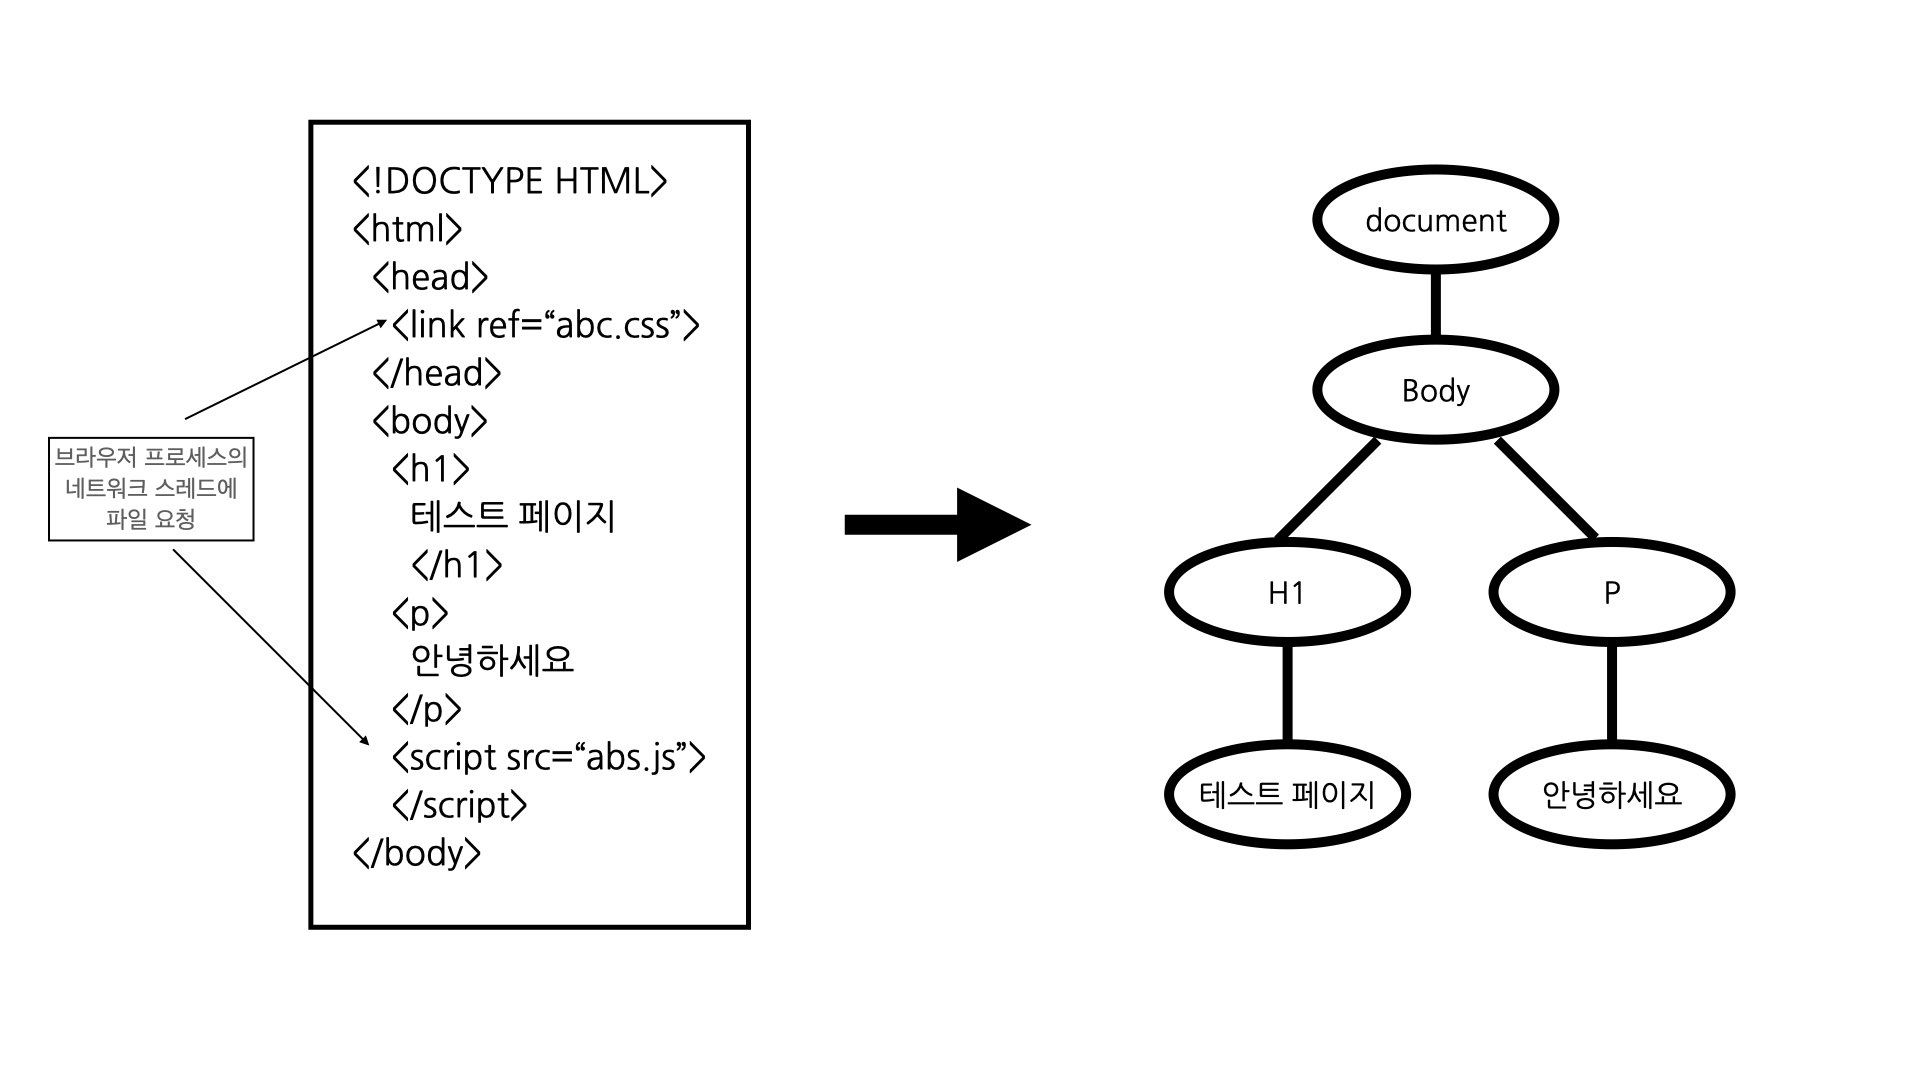 브라우저 프로세스의
네트워크 스레드에
파일 요청
<!DOCTYPE HTML>
<html>
<head>
<link ref=“abc.css”>
</head>
<body>
<h1>
테스트 페이지
</h1>
<p>
안녕하세요
</p>
<script src=“abs.js”>
</script>
</body>
document
Body
H1
P
테스트 페이지
안녕하세요